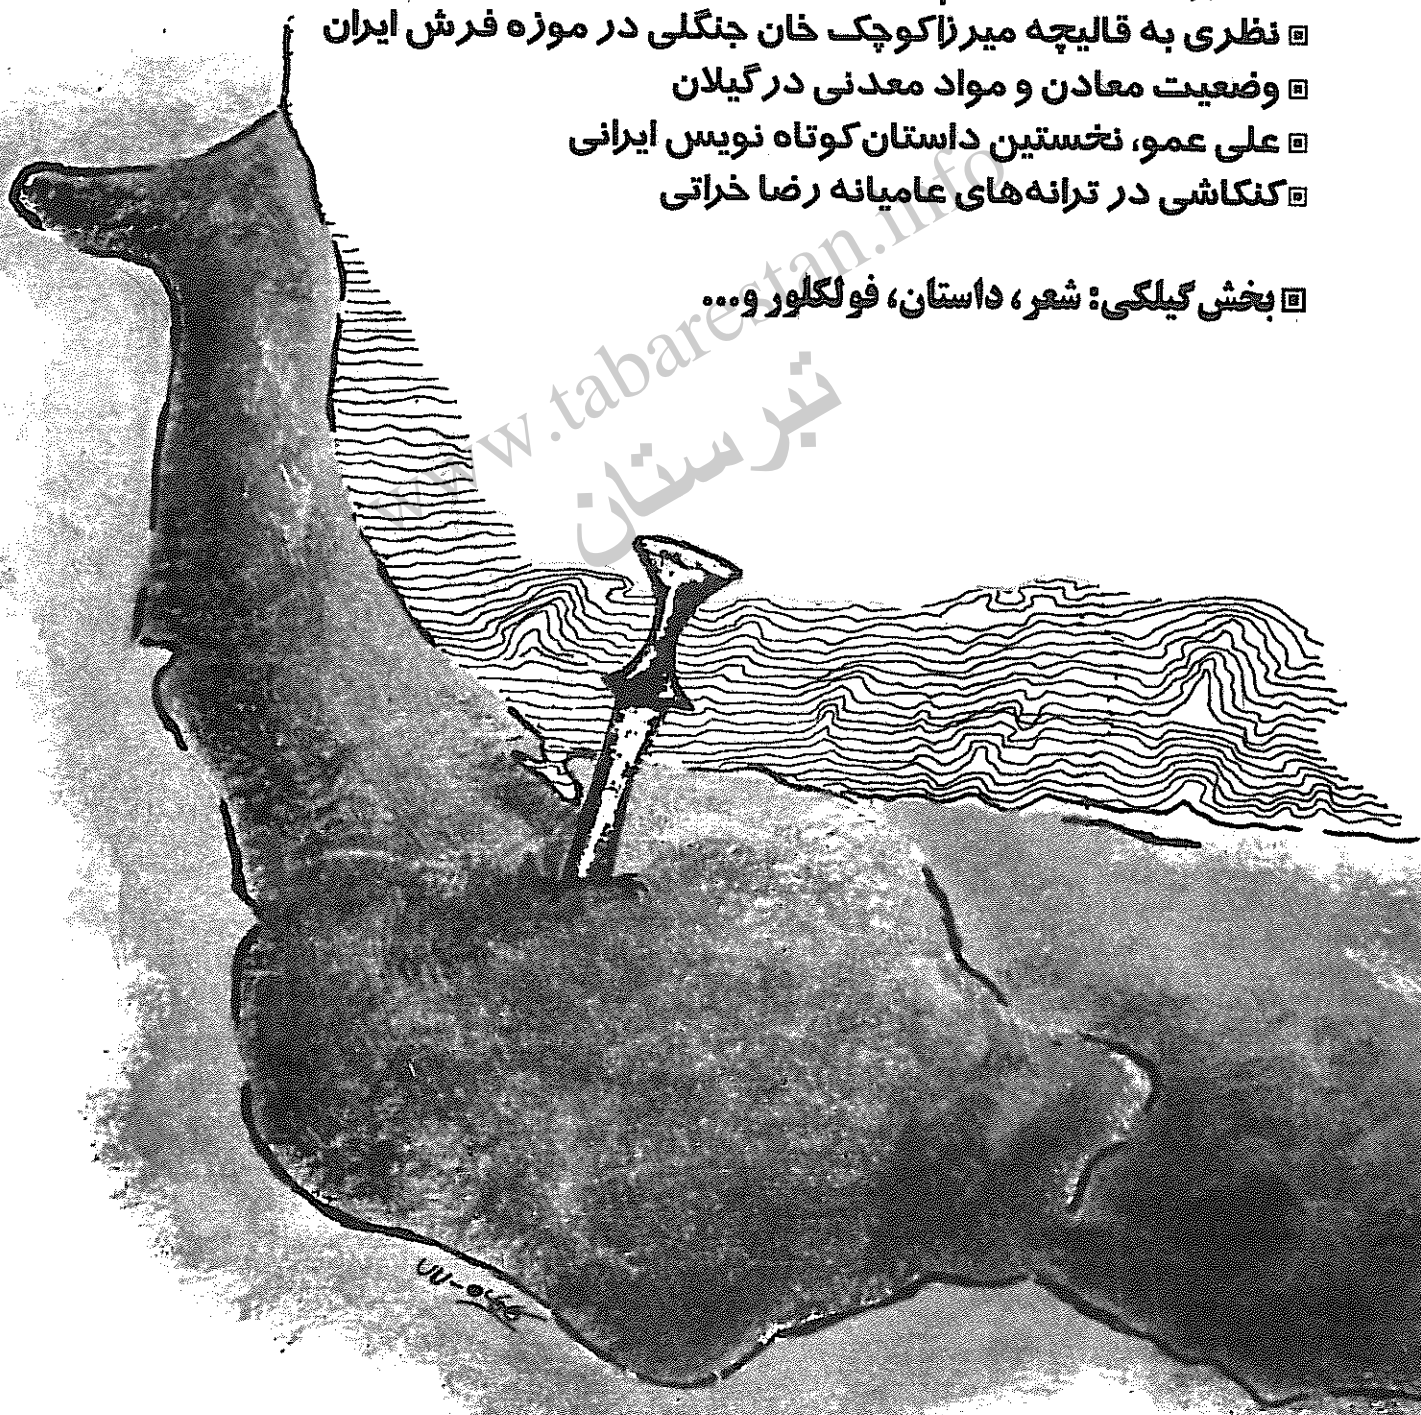 نظری به قالیچه میرزاکوچک خان جنگلی در موزه فرش ایران
وضعیت معادن و مواد معدنی در گیلان
علی عمو، نخستین داستان کوتاه نویس ایرانی
کنکاشی در ترانه‌های عامیانه رضا خراتی
بخش گیلکی: شعر، داستان، فولکلور و...
www.tabarestan.info
تبرستان